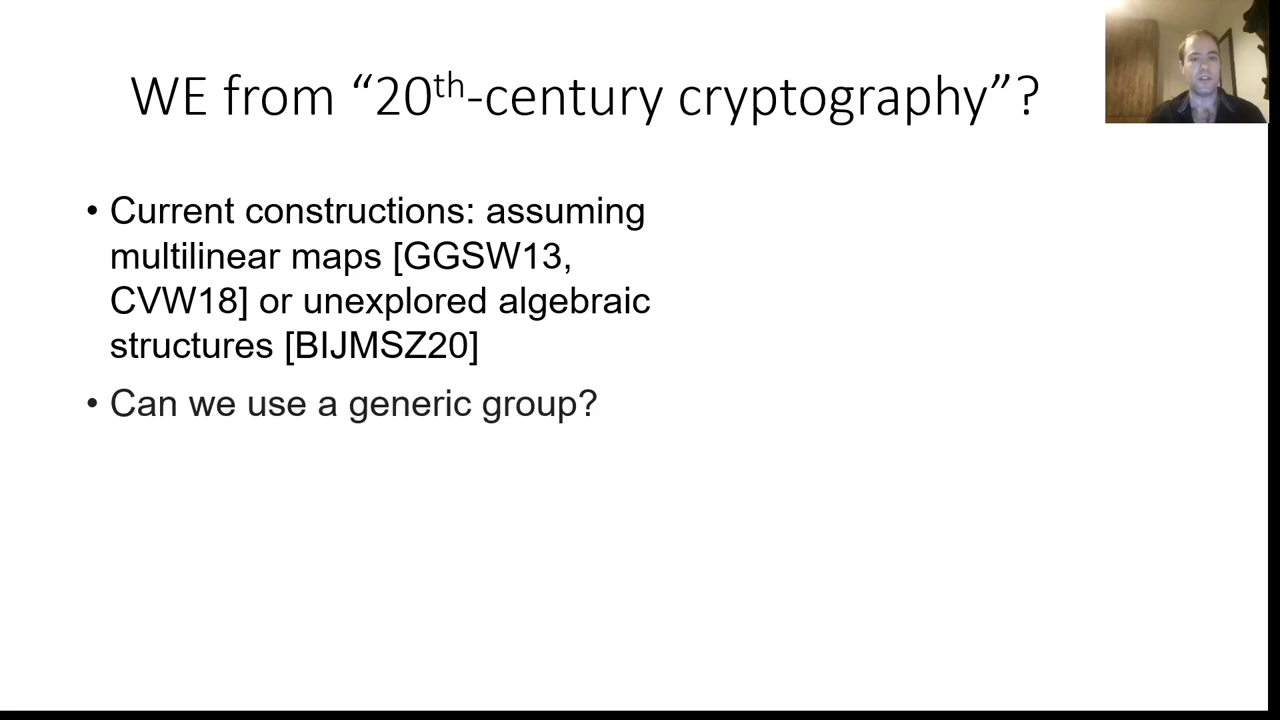 WE from “20th-century cryptography”?
• Current constructions: assuming
multilinear maps [GGSW13,
CVW18] or unexplored algebraic
structures [BIJMSZ20]
• Can we use a generic group?